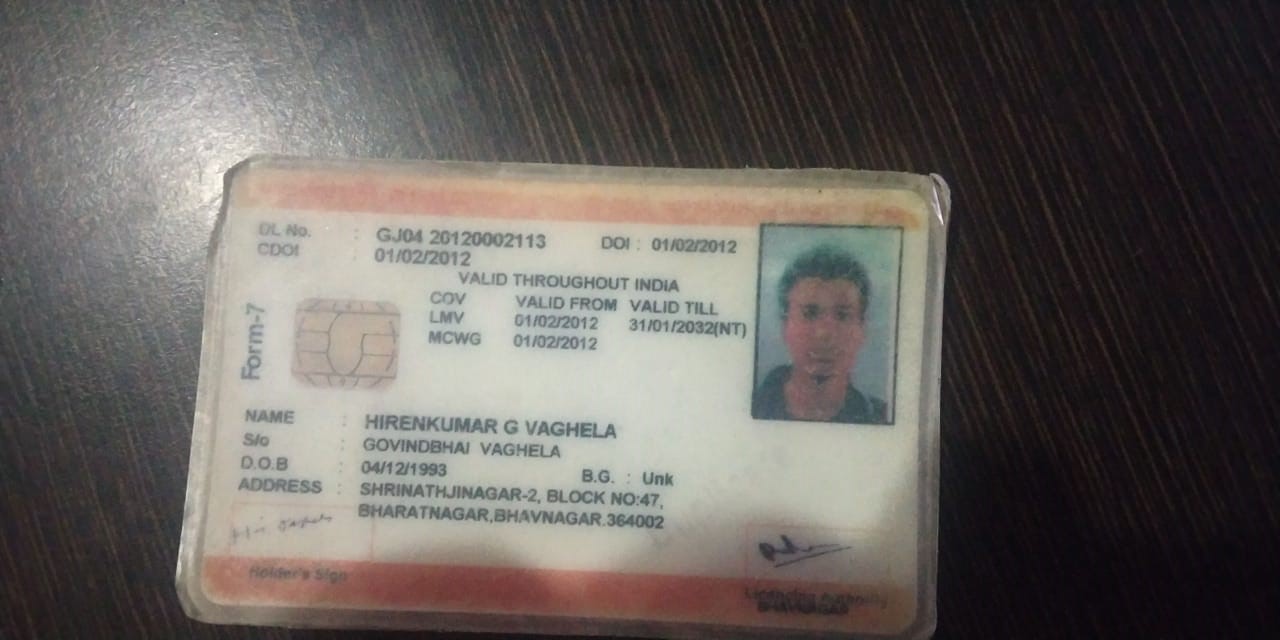 DL No. : GJ04 20120002113 DOI : 01/02/2012
CDOI : 01/02/2012
VALID THROUGHOUT INDIA
COV VALID FROM VALID TILL
LMV 01/02/2012 31/01/2032(NT)
MCWG 01/02/2012
Form-7
NAME : HIRENKUMAR G VAGHELA
S/o : GOVINDBHAI VAGHELA
D.O.B : 04/12/1993 B.G. : Unk
ADDRESS : SHRINATHJINAGAR-2, BLOCK NO:47,
BHARATNAGAR,BHAVNAGAR.364002
Holder's Sign
Licencing Authority
BHAVNAGAR